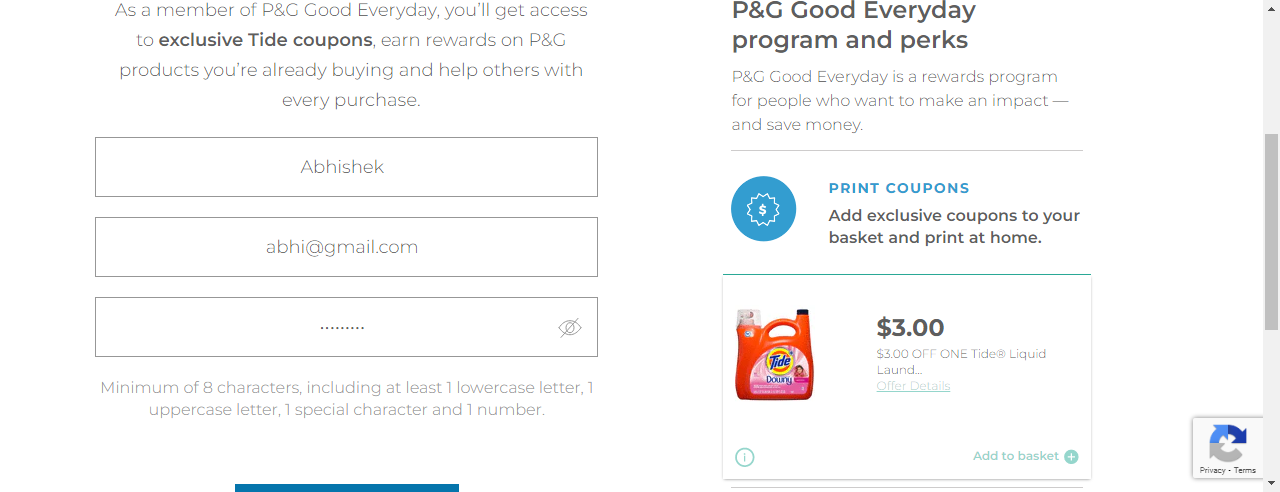 As a member of P&G Good Everyday, you’ll get access
to exclusive Tide coupons, earn rewards on P&G
products you’re already buying and help others with
every purchase.
Abhishek
abhi@gmail.com
•••••••••
Minimum of 8 characters, including at least 1 lowercase letter, 1
uppercase letter, 1 special character and 1 number.
P&G Good Everyday
program and perks
P&G Good Everyday is a rewards program
for people who want to make an impact —
and save money.
$
PRINT COUPONS
Add exclusive coupons to your
basket and print at home.
Tide
Downy
$3.00
$3.00 OFF ONE Tide® Liquid
Laund...
Offer Details
Add to basket
Privacy - Terms